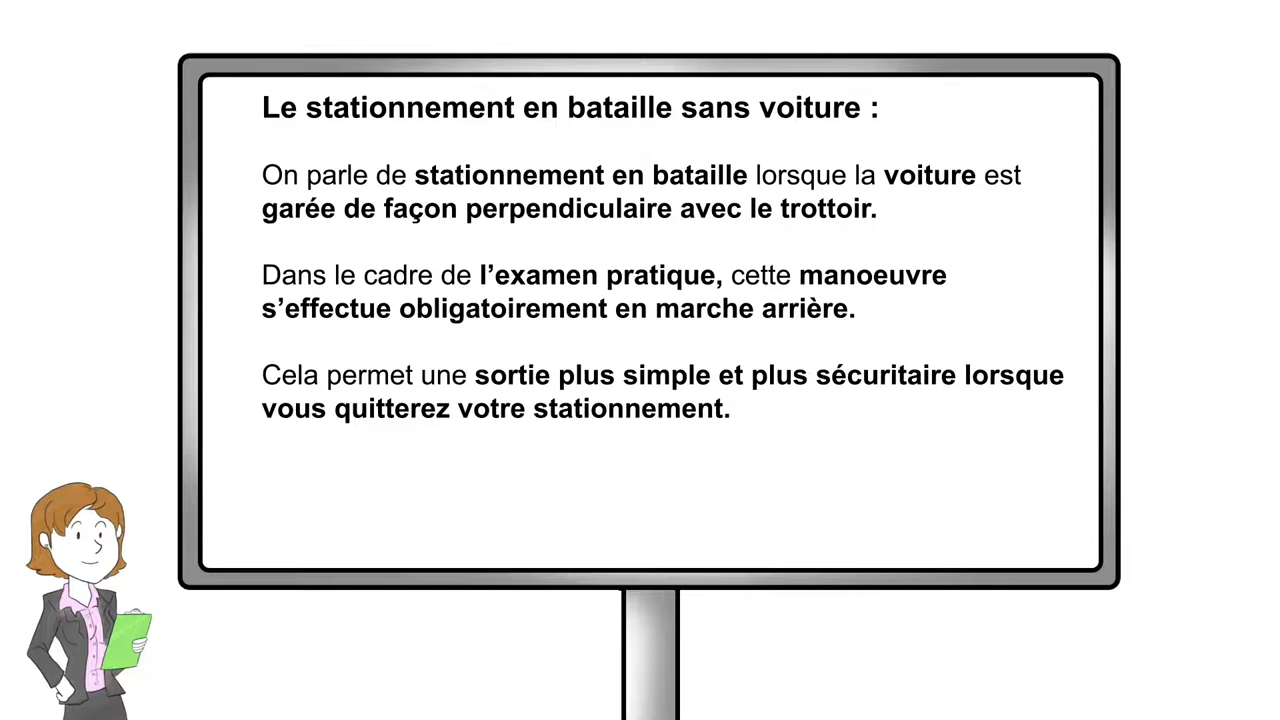 Le stationnement en bataille sans voiture :
On parle de stationnement en bataille lorsque la voiture est
garée de façon perpendiculaire avec le trottoir.
Dans le cadre de l’examen pratique, cette manoeuvre
s’effectue obligatoirement en marche arrière.
Cela permet une sortie plus simple et plus sécuritaire lorsque
vous quitterez votre stationnement.